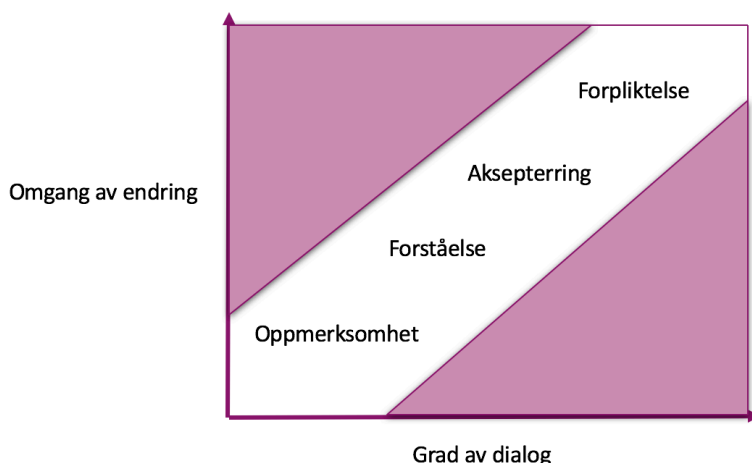 Forpliktelse
Aksepterring
Omgang av endring
Forståelse
Oppmerksomhet
Grad av dialog